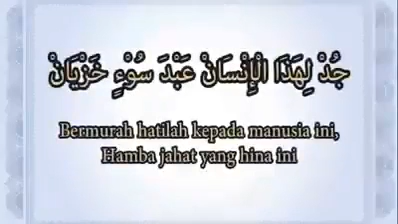 جُدْ لِهَذَا الْإِنْسَانْ عَبْدَ سُوْءٍ خَزْيَانْ
Bermurah hatilah kepada manusia ini,
Hamba jahat yang hina ini